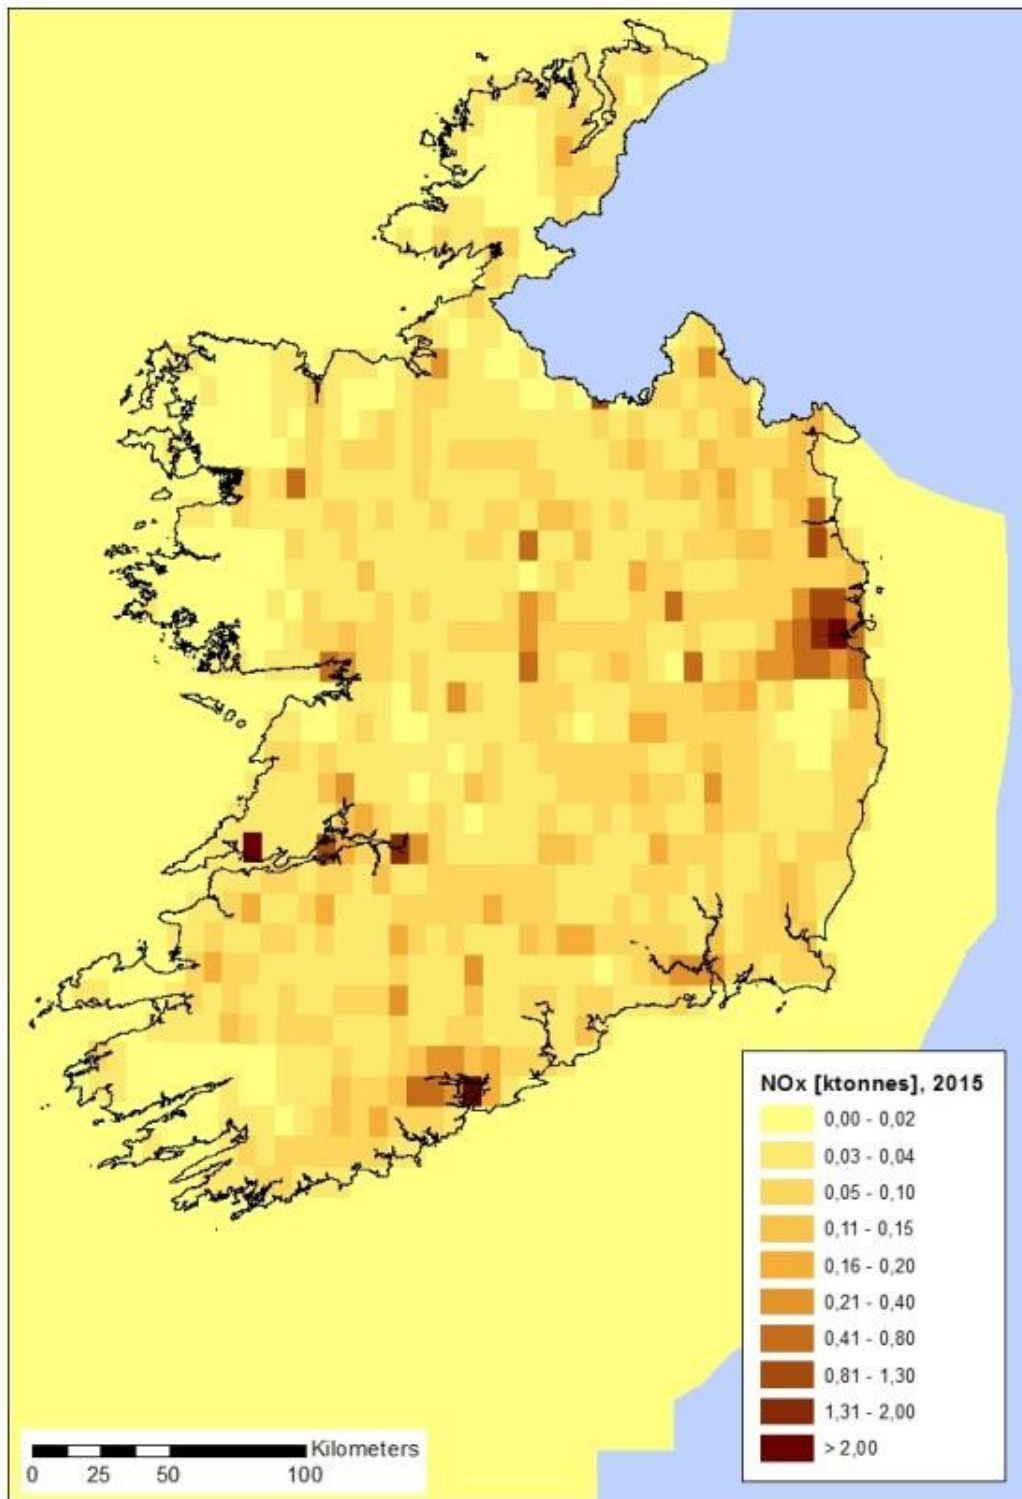 NOx [ktonnes], 2015
0,00 - 0,02
0,03 - 0,04
0,05 - 0,10
0,11 - 0,15
0,16 - 0,20
0,21 - 0,40
0,41 - 0,80
0,81 - 1,30
1,31 - 2,00
> 2,00
Kilometers
0 25 50 100